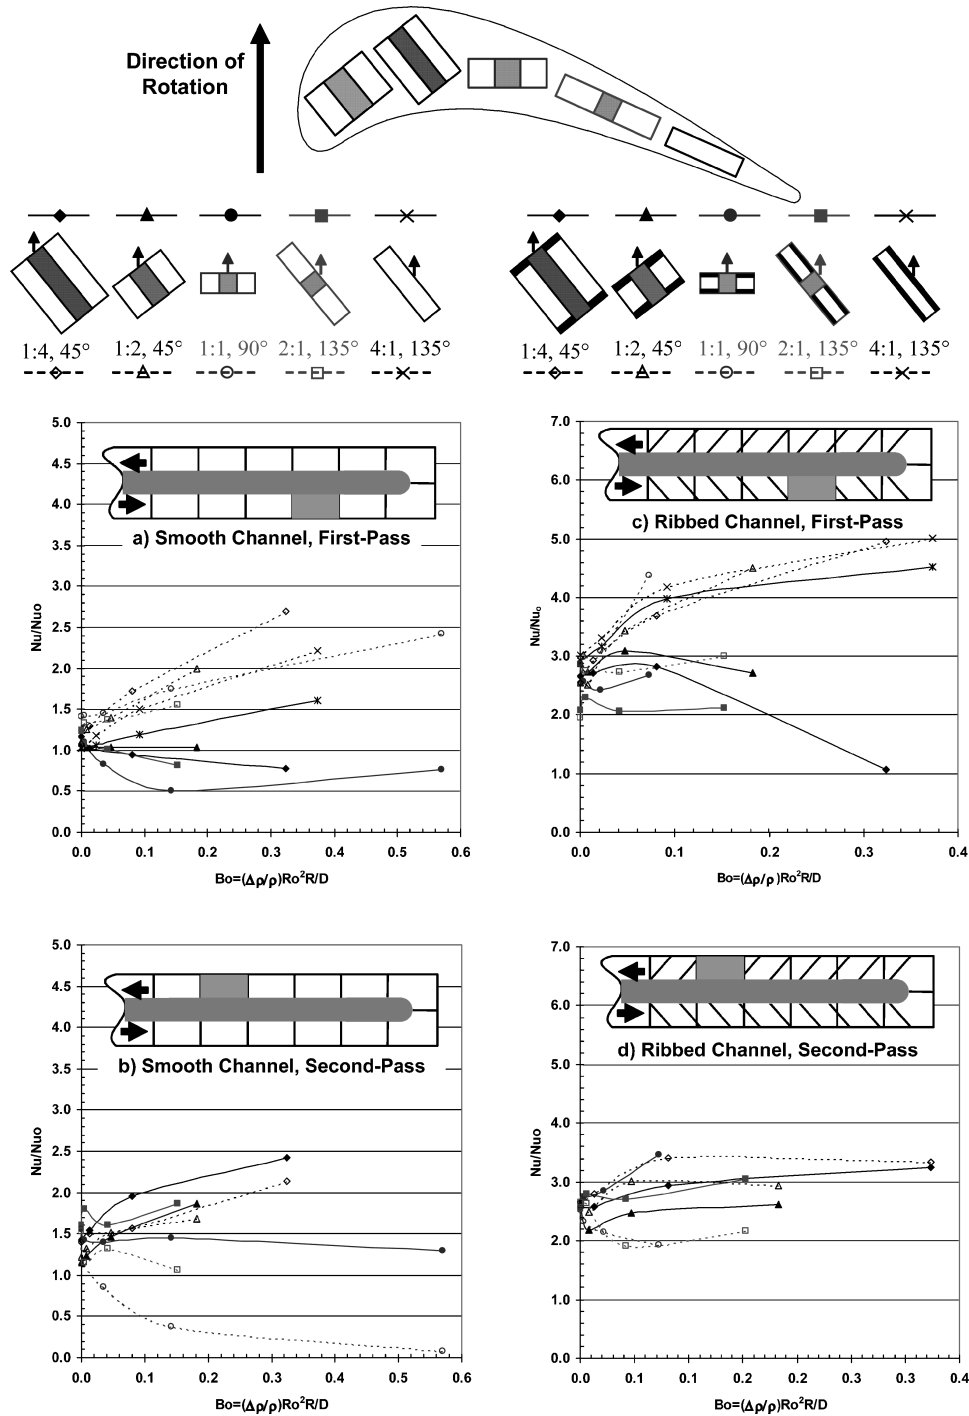 Direction of
Rotation
1:4, 45° 1:2, 45° 1:1, 90° 2:1, 135° 4:1, 135°
1:4, 45° 1:2, 45° 1:1, 90° 2:1, 135° 4:1, 135°
5.0
4.5
4.0
a) Smooth Channel, First-Pass
3.5
3.0
Nu/Nuo
2.5
2.0
1.5
1.0
0.5
0.0
0.0 0.1 0.2 0.3 0.4 0.5 0.6
Bo=(Δρ/ρ)Ro²R/D
7.0
6.0
c) Ribbed Channel, First-Pass
5.0
4.0
Nu/Nuo
3.0
2.0
1.0
0.0
0.0 0.1 0.2 0.3 0.4
Bo=(Δρ/ρ)Ro²R/D
5.0
4.5
4.0
b) Smooth Channel, Second-Pass
3.5
3.0
Nu/Nuo
2.5
2.0
1.5
1.0
0.5
0.0
0.0 0.1 0.2 0.3 0.4 0.5 0.6
Bo=(Δρ/ρ)Ro²R/D
7.0
6.0
d) Ribbed Channel, Second-Pass
5.0
4.0
Nu/Nuo
3.0
2.0
1.0
0.0
0.0 0.1 0.2 0.2 0.3 0.3 0.4
Bo=(Δρ/ρ)Ro²R/D